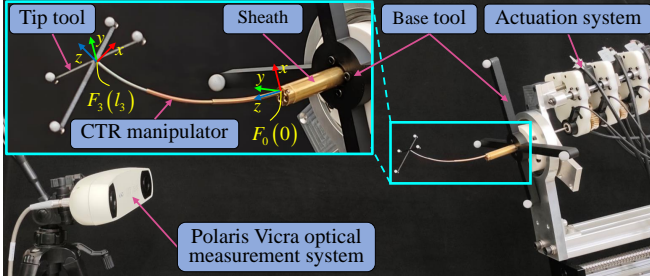 Tip tool
Sheath
Base tool
Actuation system
x
y
z
y
x
z
F₃(l₃)
CTR manipulator
F₀(0)
Polaris Vicra optical
measurement system